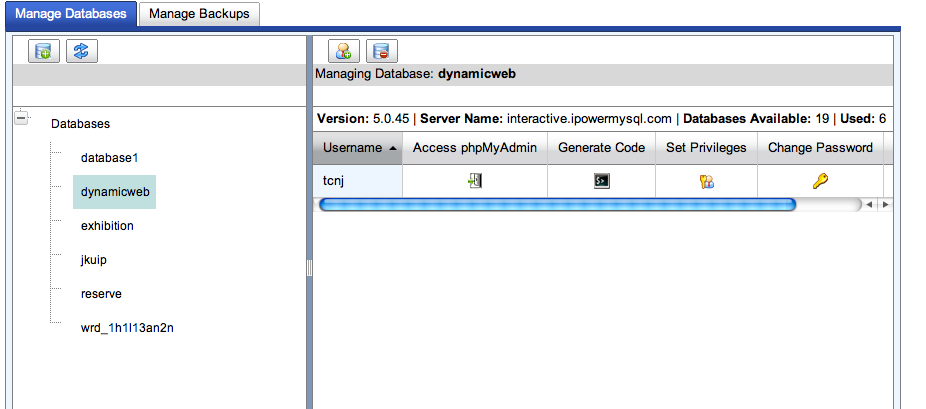 Manage Databases Manage Backups
Managing Database: dynamicweb
Version: 5.0.45 | Server Name: interactive.ipowermysql.com | Databases Available: 19 | Used: 6
Username Access phpMyAdmin Generate Code Set Privileges Change Password
tcnj
Databases
database1
dynamicweb
exhibition
jkuip
reserve
wrd_1h1l13an2n